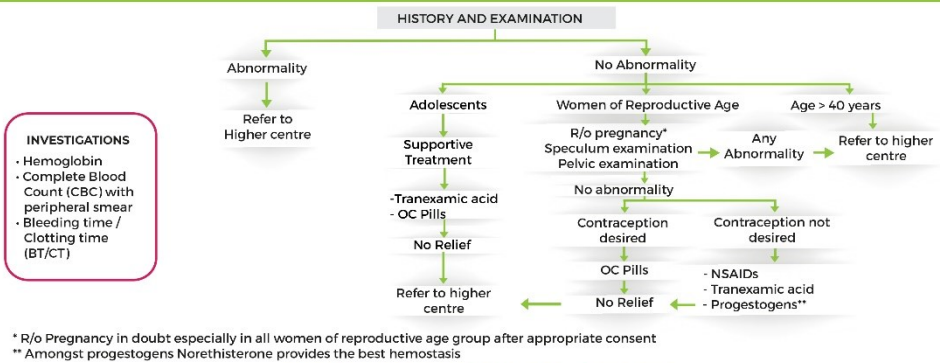 HISTORY AND EXAMINATION
Abnormality
Refer to
Higher centre
No Abnormality
Adolescents
Supportive
Treatment
-Tranexamic acid
- OC Pills
No Relief
Refer to higher
centre
Women of Reproductive Age
R/o pregnancy*
Speculum examination
Pelvic examination
Any
Abnormality
No abnormality
Contraception
desired
OC Pills
No Relief
Contraception not
desired
- NSAIDs
- Tranexamic acid
- Progestogens**
Age > 40 years
Refer to higher
centre
INVESTIGATIONS
• Hemoglobin
• Complete Blood
Count (CBC) with
peripheral smear
• Bleeding time /
Clotting time
(BT/CT)
* R/o Pregnancy in doubt especially in all women of reproductive age group after appropriate consent
** Amongst progestogens Norethisterone provides the best hemostasis